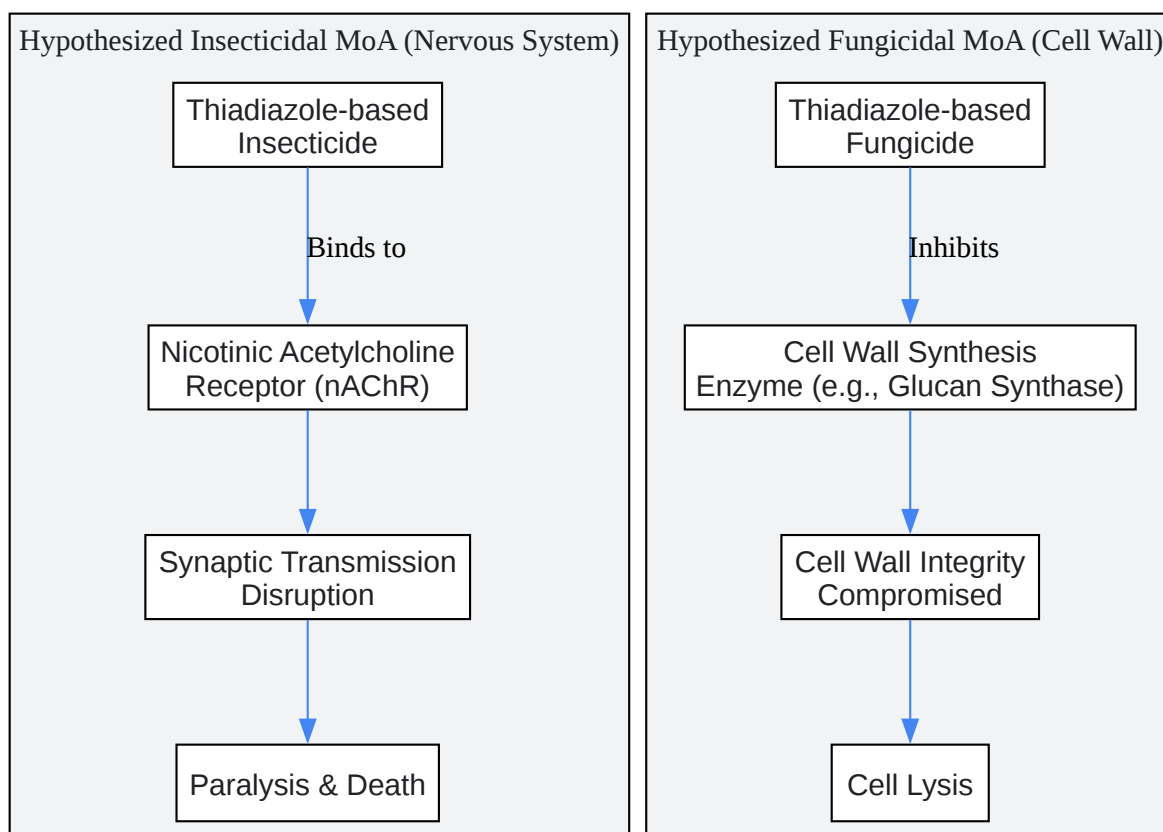 Hypothesized Insecticidal MoA (Nervous System)
Thiadiazole-based
Insecticide
Binds to
Nicotinic Acetylcholine
Receptor (nAChR)
Synaptic Transmission
Disruption
Paralysis & Death
Hypothesized Fungicidal MoA (Cell Wall)
Thiadiazole-based
Fungicide
Inhibits
Cell Wall Synthesis
Enzyme (e.g., Glucan Synthase)
Cell Wall Integrity
Compromised
Cell Lysis